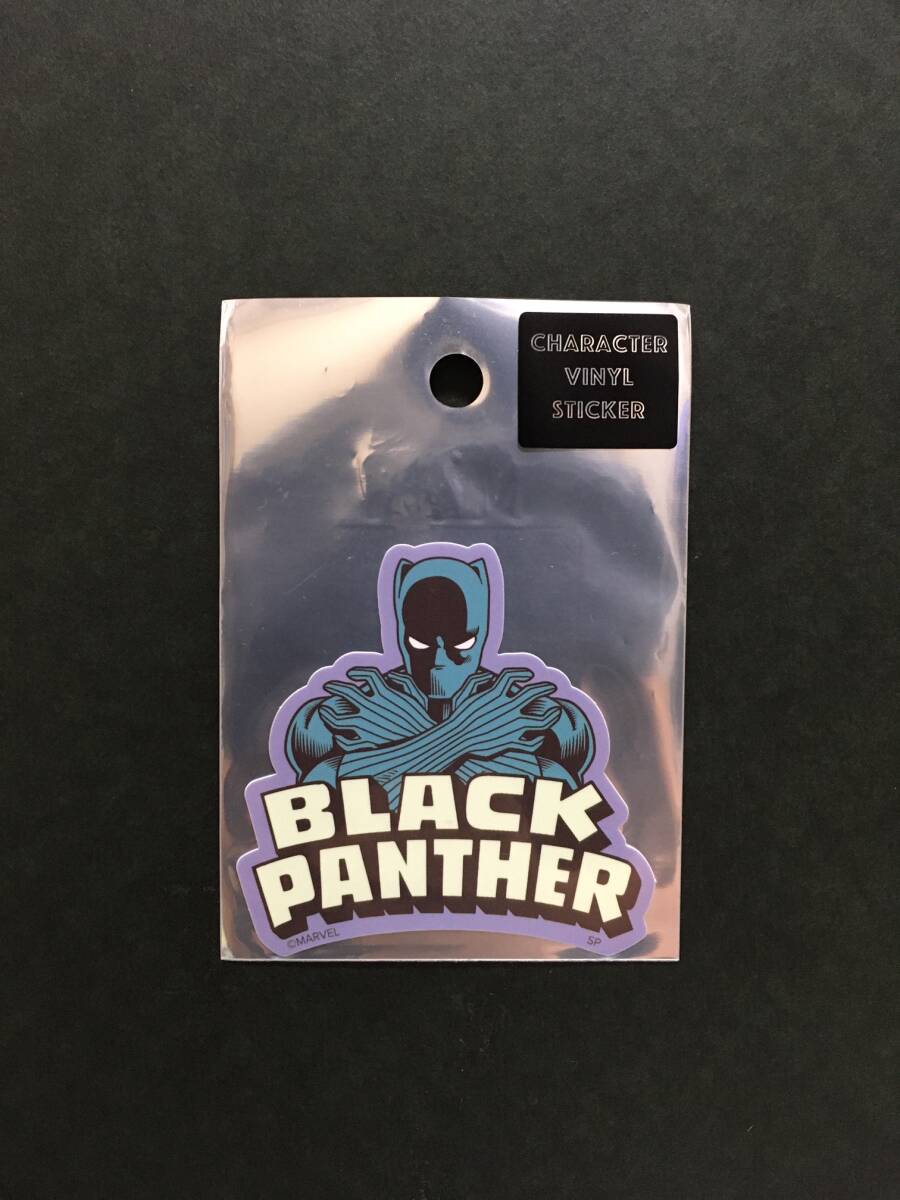 CHARACTER
VINYL
STICKER
BLACK
PANTHER
©MARVEL
SP